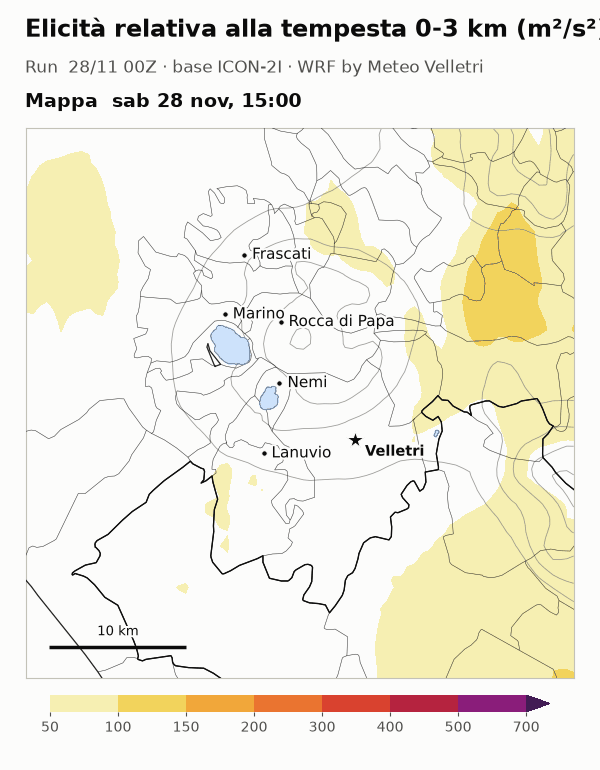 Elicità relativa alla tempesta 0-3 km (m²/s²)
Run  28/11 00Z · base ICON-2I · WRF by Meteo Velletri
Mappa  sab 28 nov, 15:00
Frascati
Marino
Rocca di Papa
Nemi
Velletri
Lanuvio
10 km
50 100 150 200 300 400 500 700